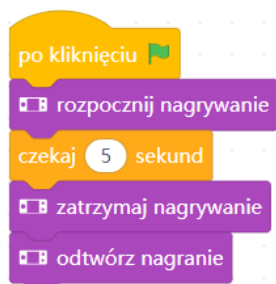 po kliknięciu
rozpocznij nagrywanie
czekaj 5 sekund
zatrzymaj nagrywanie
odtwórz nagranie